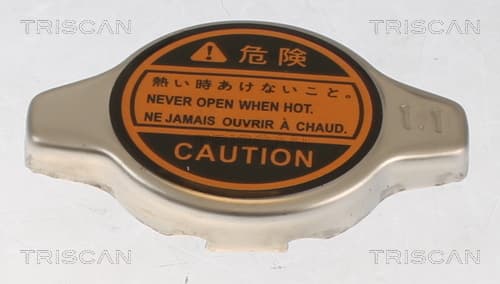 TRISCAN TRISCAN
危険
熱い時あけないこと。
NEVER OPEN WHEN HOT.
NE JAMAIS OUVRIR À CHAUD.
CAUTION
1.1
TRISCAN TRISCAN